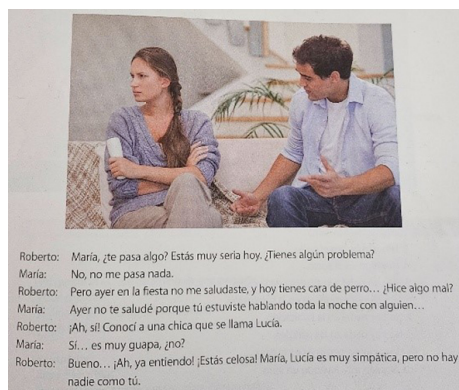 Roberto: María, ¿te pasa algo? Estás muy seria hoy. ¿Tienes algún problema?
María: No, no me pasa nada.
Roberto: Pero ayer en la fiesta no me saludaste, y hoy tienes cara de perro... ¿Hice algo mal?
María: Ayer no te saludé porque tú estuviste hablando toda la noche con alguien...
Roberto: ¡Ah, sí! Conocí a una chica que se llama Lucía.
María: Sí... es muy guapa, ¿no?
Roberto: Bueno... ¡Ah, ya entiendo! ¡Estás celosa! María, Lucía es muy simpática, pero no hay
nadie como tú.